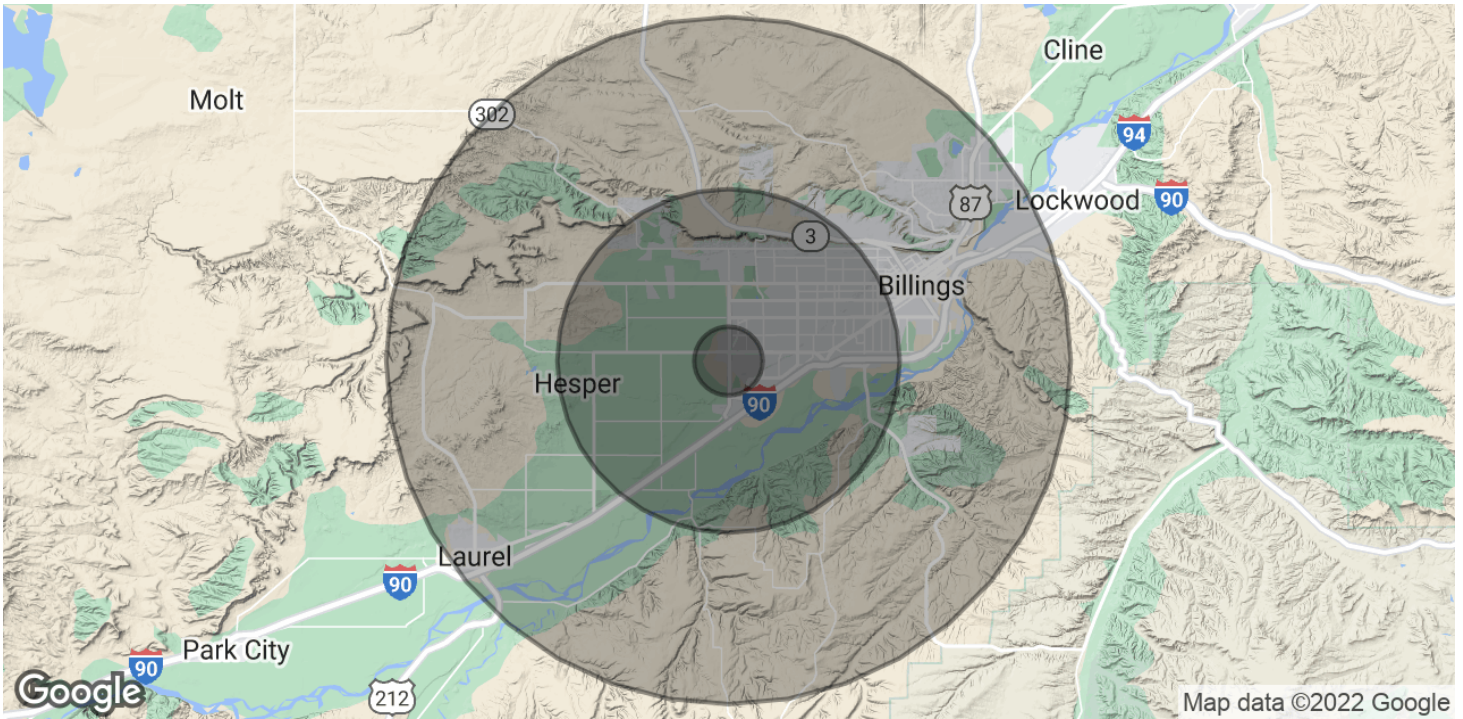 Cline
Molt
302
94
90
87
Lockwood
3
Billings
Hesper
90
Laurel
90
Park City
90
212
Google
Map data ©2022 Google